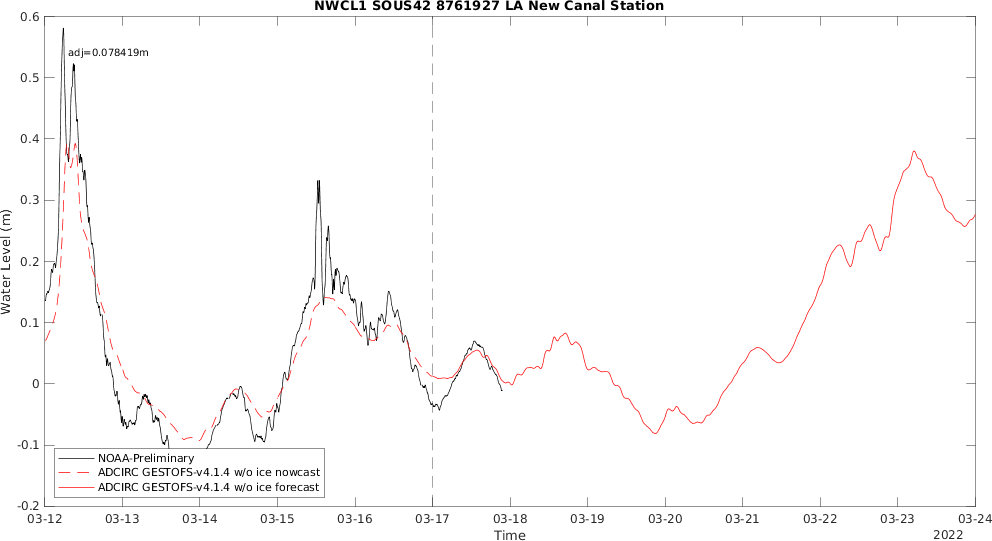 NWCL1 SOUS42 8761927 LA New Canal Station
adj=0.078419m
Water Level (m)
0.6
0.5
0.4
0.3
0.2
0.1
0
-0.1
-0.2
NOAA-Preliminary
ADCIRC GESTOFS-v4.1.4 w/o ice nowcast
ADCIRC GESTOFS-v4.1.4 w/o ice forecast
03-12 03-13 03-14 03-15 03-16 03-17 03-18 03-19 03-20 03-21 03-22 03-23 03-24
Time
2022